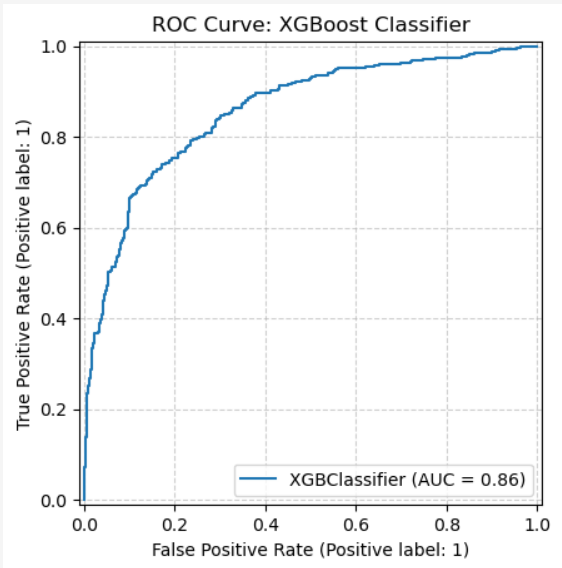 ROC Curve: XGBoost Classifier
True Positive Rate (Positive label: 1)
1.0
0.8
0.6
0.4
0.2
0.0
XGBClassifier (AUC = 0.86)
0.0 0.2 0.4 0.6 0.8 1.0
False Positive Rate (Positive label: 1)